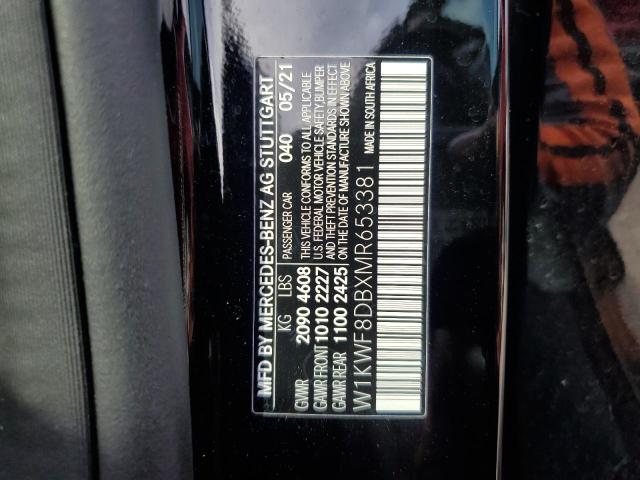 MFD BY MERCEDES-BENZ AG STUTTGART
KG LBS PASSENGER CAR 040 05/21
GVWR 2090 4608 THIS VEHICLE CONFORMS TO ALL APPLICABLE
GAWR FRONT 1010 2227 U.S. FEDERAL MOTOR VEHICLE SAFETY, BUMPER
GAWR REAR 1100 2425 AND THEFT PREVENTION STANDARDS IN EFFECT
ON THE DATE OF MANUFACTURE SHOWN ABOVE
W1KWF8DBXMR653381 MADE IN SOUTH AFRICA